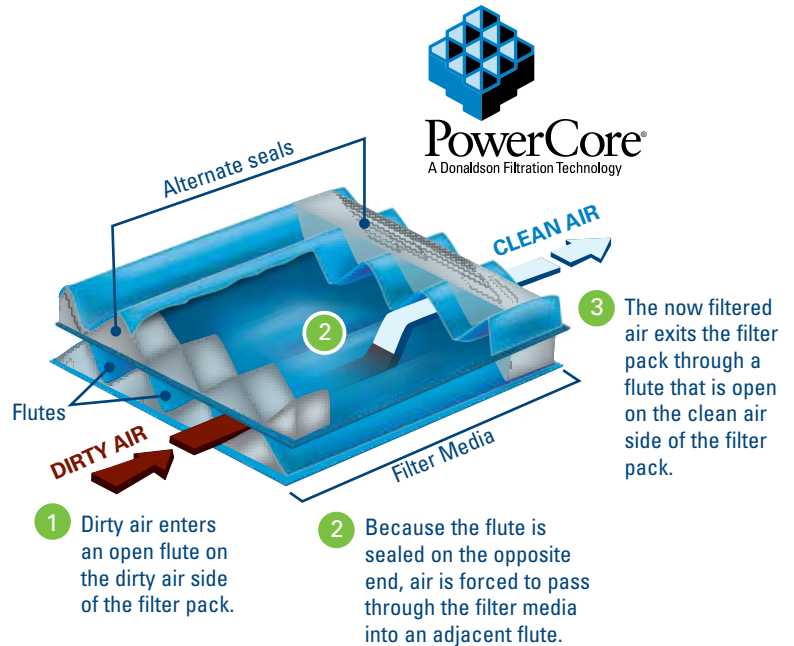 PowerCore®
A Donaldson Filtration Technology
Alternate seals
CLEAN AIR
2
Flutes
DIRTY AIR
Filter Media
1 Dirty air enters
an open flute on
the dirty air side
of the filter pack.
2 Because the flute is
sealed on the opposite
end, air is forced to pass
through the filter media
into an adjacent flute.
3 The now filtered
air exits the filter
pack through a
flute that is open
on the clean air
side of the filter
pack.